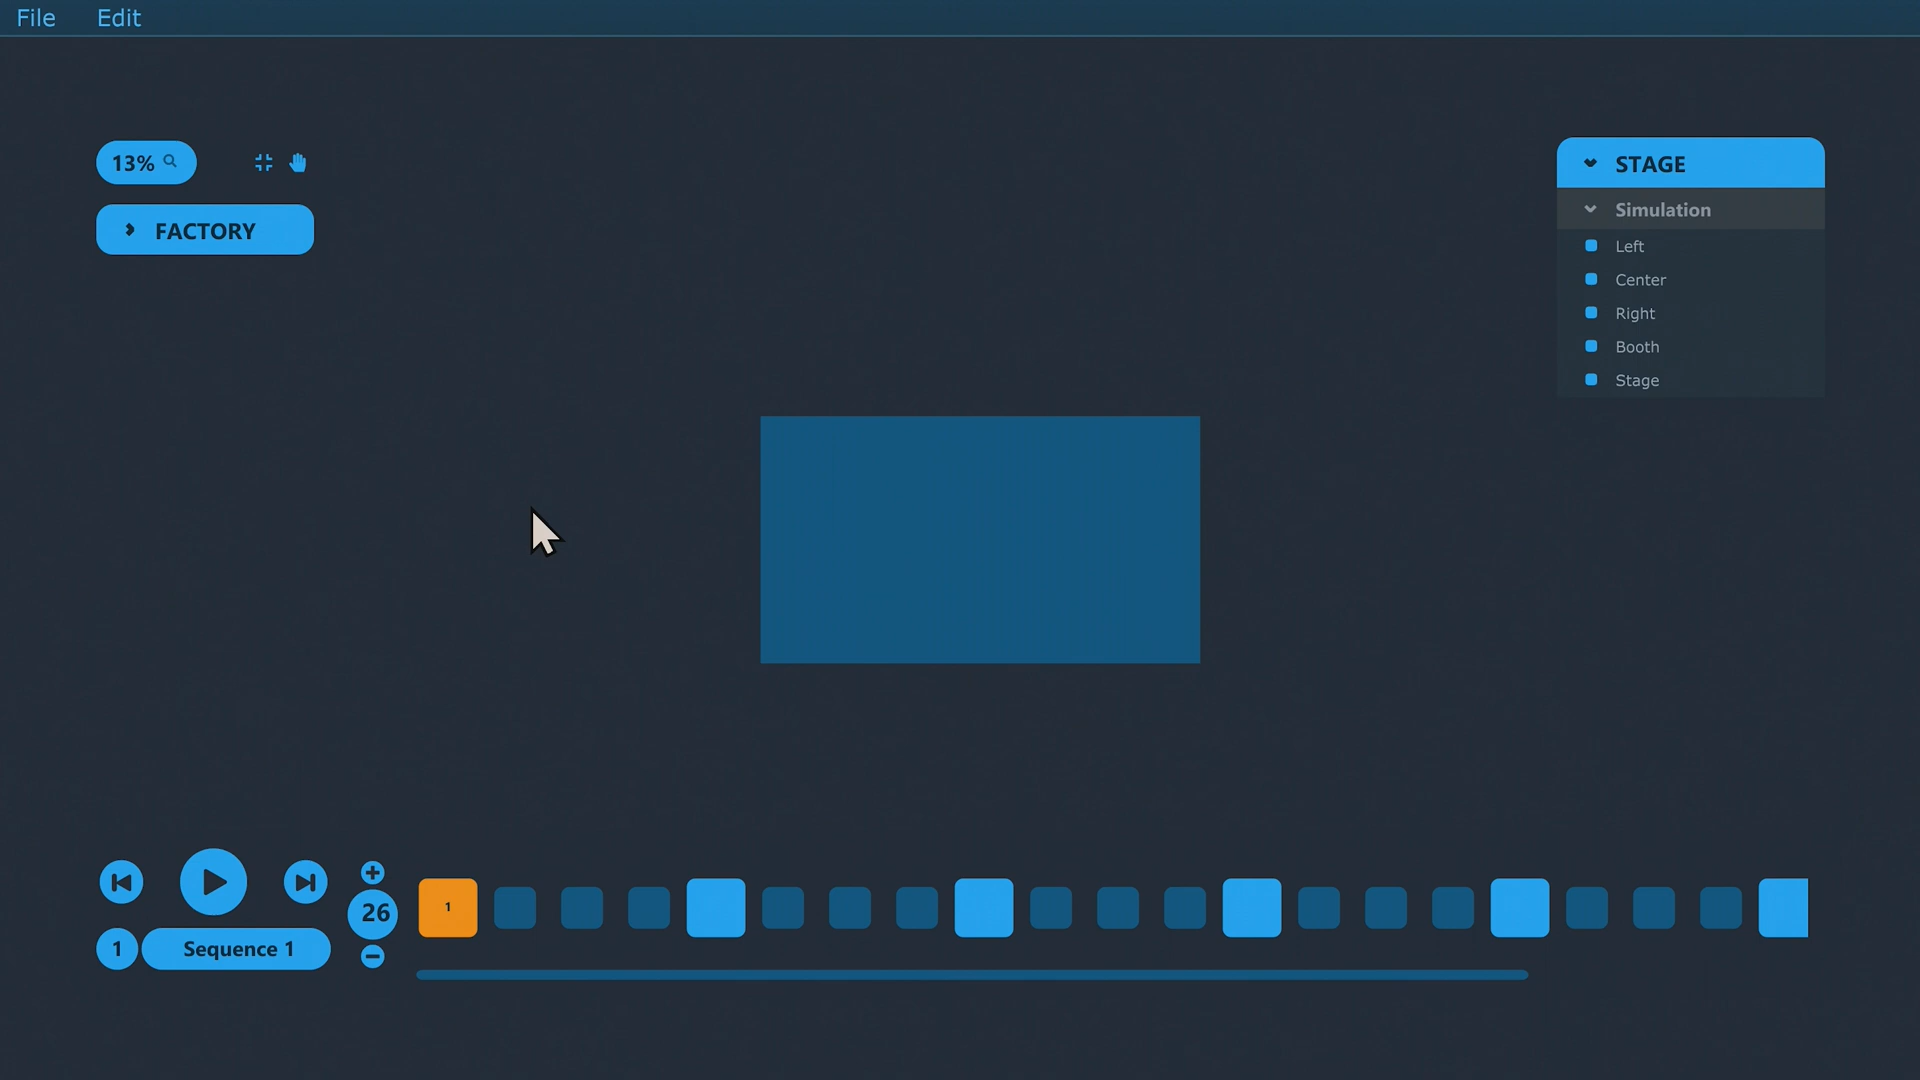 File Edit
13%
FACTORY
STAGE
Simulation
Left
Center
Right
Booth
Stage
26
1
1 Sequence 1